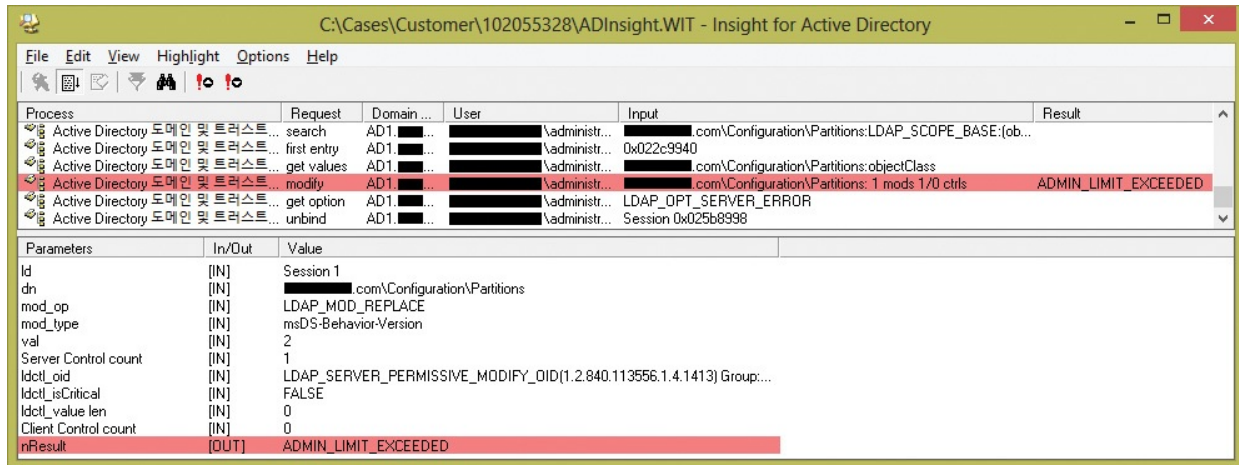 C:\Cases\Customer\102055328\ADInsight.WIT - Insight for Active Directory
File Edit View Highlight Options Help
Process Request Domain ... User Input Result
Active Directory 도메인 및 트러스트... search AD1. ... \administr... .com\Configuration\Partitions:LDAP_SCOPE_BASE:(ob...
Active Directory 도메인 및 트러스트... first entry AD1. ... \administr... 0x022c9940
Active Directory 도메인 및 트러스트... get values AD1. ... \administr... .com\Configuration\Partitions:objectClass
Active Directory 도메인 및 트러스트... modify AD1. ... \administr... .com\Configuration\Partitions: 1 mods 1/0 ctrls ADMIN_LIMIT_EXCEEDED
Active Directory 도메인 및 트러스트... get option AD1. ... \administr... LDAP_OPT_SERVER_ERROR
Active Directory 도메인 및 트러스트... unbind AD1. ... \administr... Session 0x025b8998
Parameters In/Out Value
ld [IN] Session 1
dn [IN] .com\Configuration\Partitions
mod_op [IN] LDAP_MOD_REPLACE
mod_type [IN] msDS-Behavior-Version
val [IN] 2
Server Control count [IN] 1
ldctl_oid [IN] LDAP_SERVER_PERMISSIVE_MODIFY_OID(1.2.840.113556.1.4.1413) Group:...
ldctl_isCritical [IN] FALSE
ldctl_value len [IN] 0
Client Control count [IN] 0
nResult [OUT] ADMIN_LIMIT_EXCEEDED